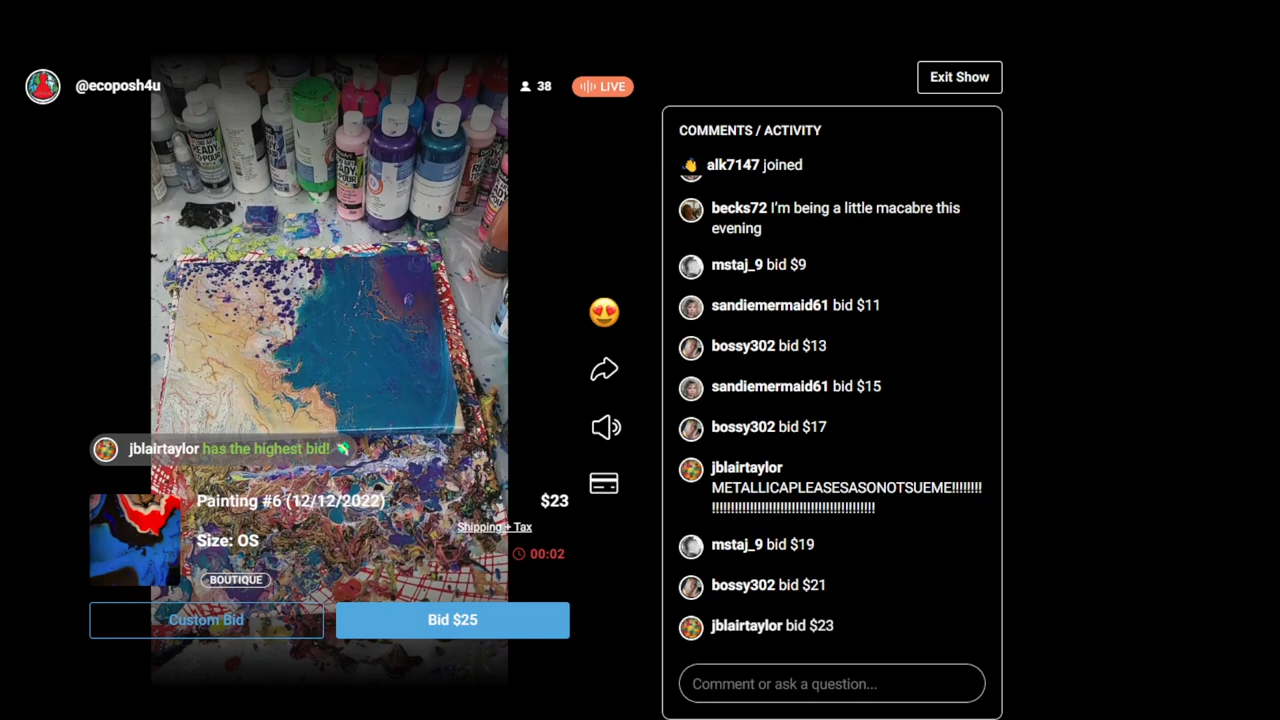 @ecoposh4u
38
LIVE
Exit Show
COMMENTS / ACTIVITY
alk7147 joined
becks72 I’m being a little macabre this
evening
mstaj_9 bid $9
sandiemermaid61 bid $11
bossy302 bid $13
sandiemermaid61 bid $15
bossy302 bid $17
jblairtaylor
METALLICAPLEASESASONOTSUEME!!!!!!!!
!!!!!!!!!!!!!!!!!!!!!!!!!!!!!!!!!!!!!!!!!!
mstaj_9 bid $19
bossy302 bid $21
jblairtaylor bid $23
Comment or ask a question...
READY
POUR
jblairtaylor has the highest bid!
Painting #6 (12/12/2022)
$23
Shipping + Tax
Size: OS
00:02
BOUTIQUE
Custom Bid
Bid $25